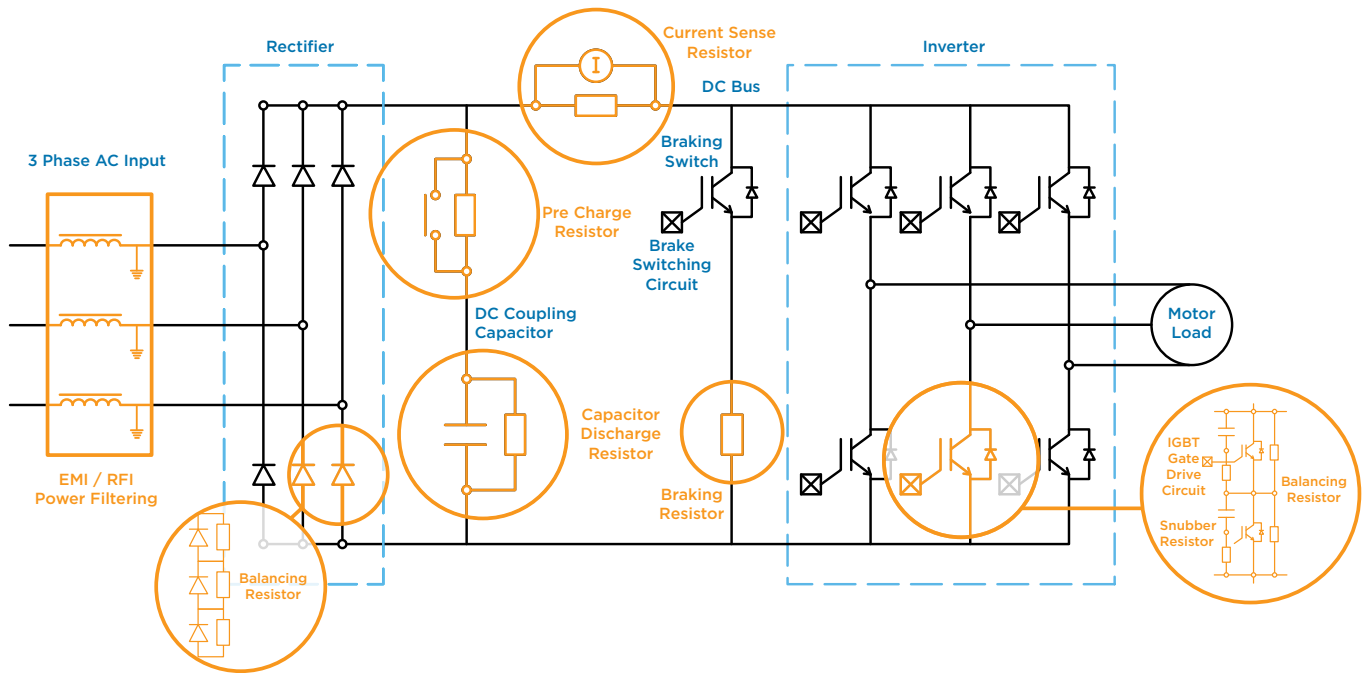 Rectifier
Current Sense
Resistor
Inverter
I
DC Bus
3 Phase AC Input
Braking
Switch
Pre Charge
Resistor
Brake
Switching
Circuit
DC Coupling
Capacitor
Motor
Load
Capacitor
Discharge
Resistor
EMI / RFI
Power Filtering
Braking
Resistor
IGBT
Gate
Drive
Circuit
Balancing
Resistor
Snubber
Resistor
Balancing
Resistor